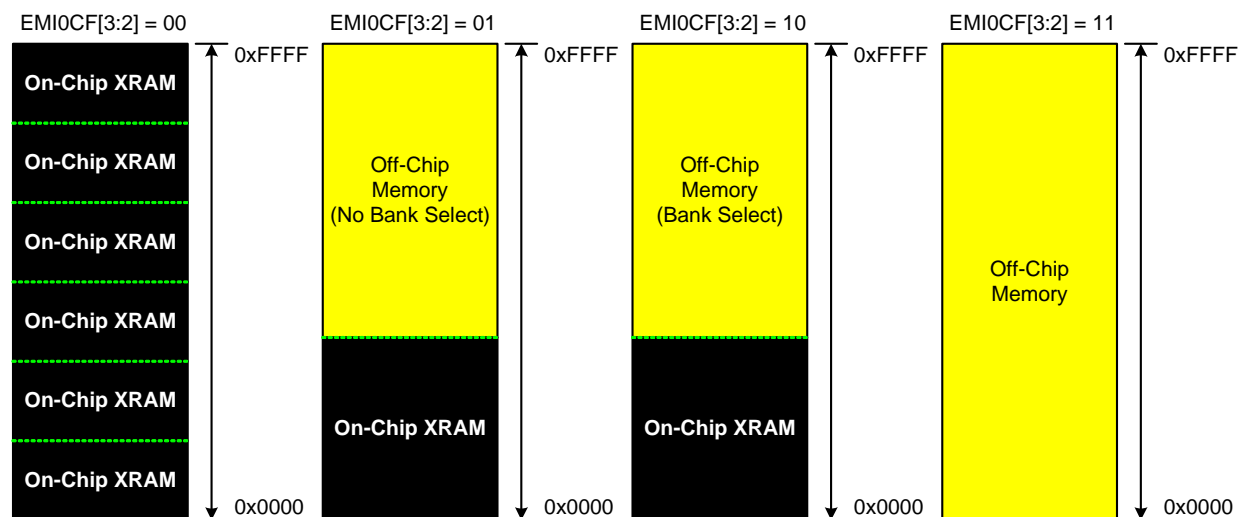 EMI0CF[3:2] = 00
On-Chip XRAM
On-Chip XRAM
On-Chip XRAM
On-Chip XRAM
On-Chip XRAM
On-Chip XRAM
0xFFFF
0x0000
EMI0CF[3:2] = 01
Off-Chip
Memory
(No Bank Select)
On-Chip XRAM
0xFFFF
0x0000
EMI0CF[3:2] = 10
Off-Chip
Memory
(Bank Select)
On-Chip XRAM
0xFFFF
0x0000
EMI0CF[3:2] = 11
Off-Chip
Memory
0xFFFF
0x0000